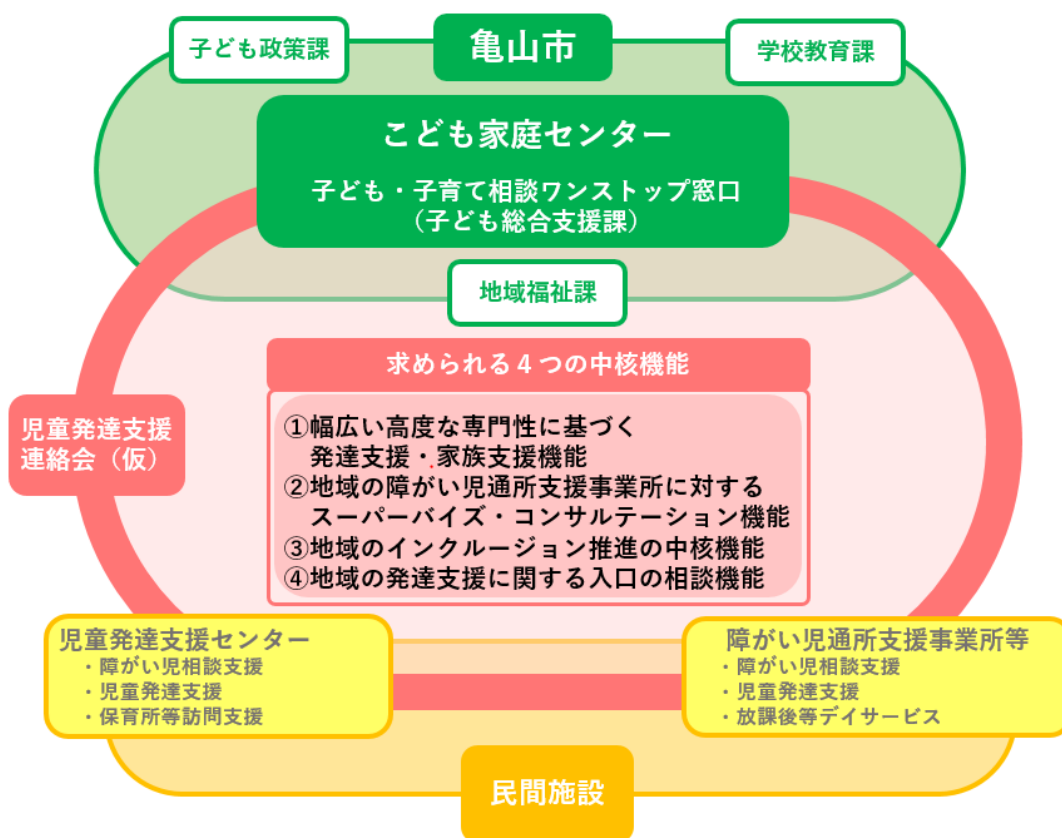 子ども政策課
亀山市
学校教育課
こども家庭センター
子ども・子育て相談ワンストップ窓口
（子ども総合支援課）
地域福祉課
求められる４つの中核機能
①幅広い高度な専門性に基づく
発達支援・家族支援機能
②地域の障がい児通所支援事業所に対する
スーパーバイズ・コンサルテーション機能
③地域のインクルージョン推進の中核機能
④地域の発達支援に関する入口の相談機能
児童発達支援
連絡会（仮）
児童発達支援センター
・障がい児相談支援
・児童発達支援
・保育所等訪問支援
障がい児通所支援事業所等
・障がい児相談支援
・児童発達支援
・放課後等デイサービス
民間施設